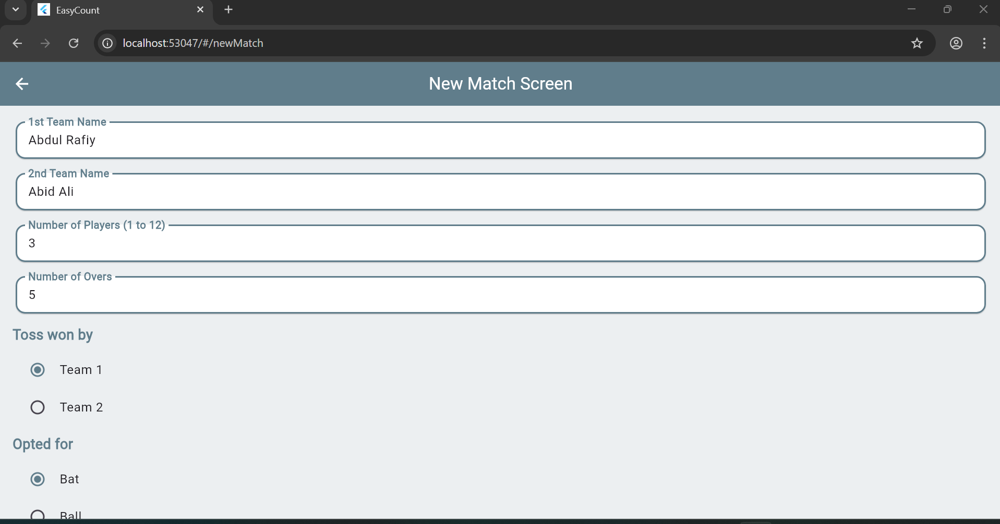 EasyCount
localhost:53047/#/newMatch
New Match Screen
1st Team Name
Abdul Rafiy
2nd Team Name
Abid Ali
Number of Players (1 to 12)
3
Number of Overs
5
Toss won by
Team 1
Team 2
Opted for
Bat
Ball